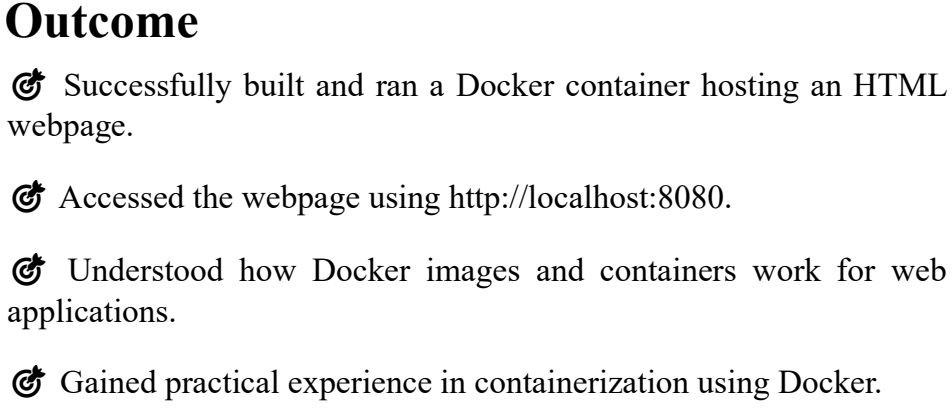 Outcome
🎯 Successfully built and ran a Docker container hosting an HTML
webpage.
🎯 Accessed the webpage using http://localhost:8080.
🎯 Understood how Docker images and containers work for web
applications.
🎯 Gained practical experience in containerization using Docker.